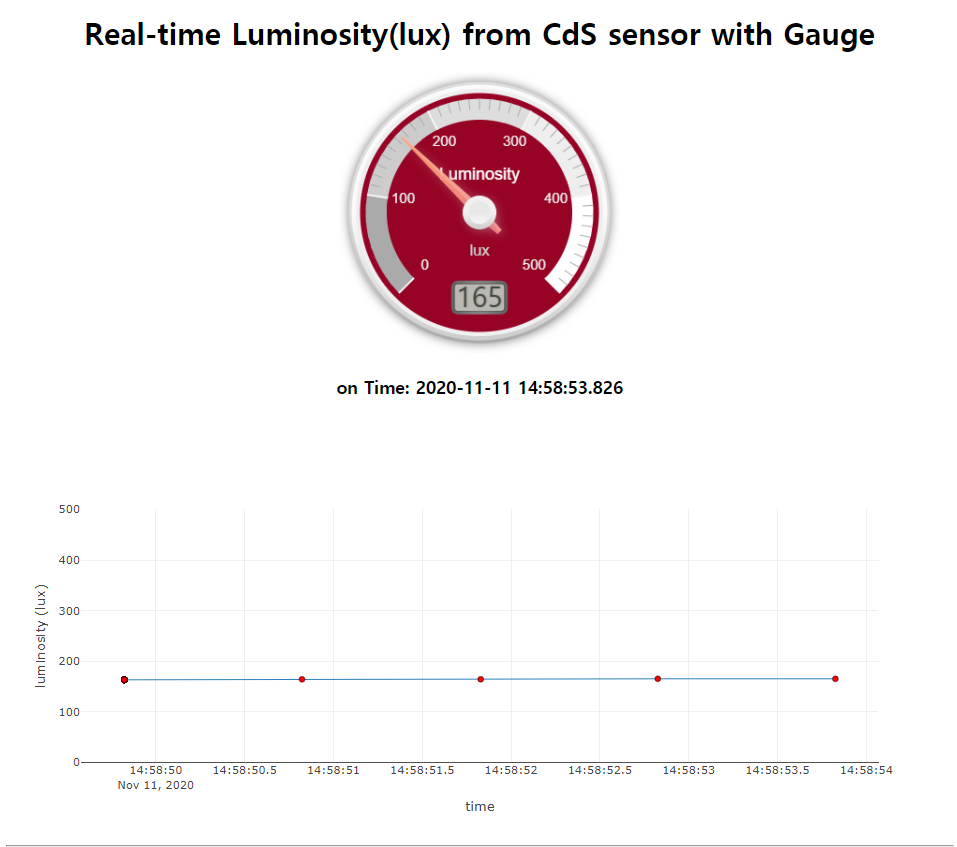 Real-time Luminosity(lux) from CdS sensor with Gauge
200 300
Luminosity
100 400
lux
0 500
165
on Time: 2020-11-11 14:58:53.826
500
400
300
200
100
0
luminosity (lux)
14:58:50 14:58:50.5 14:58:51 14:58:51.5 14:58:52 14:58:52.5 14:58:53 14:58:53.5 14:58:54
Nov 11, 2020
time